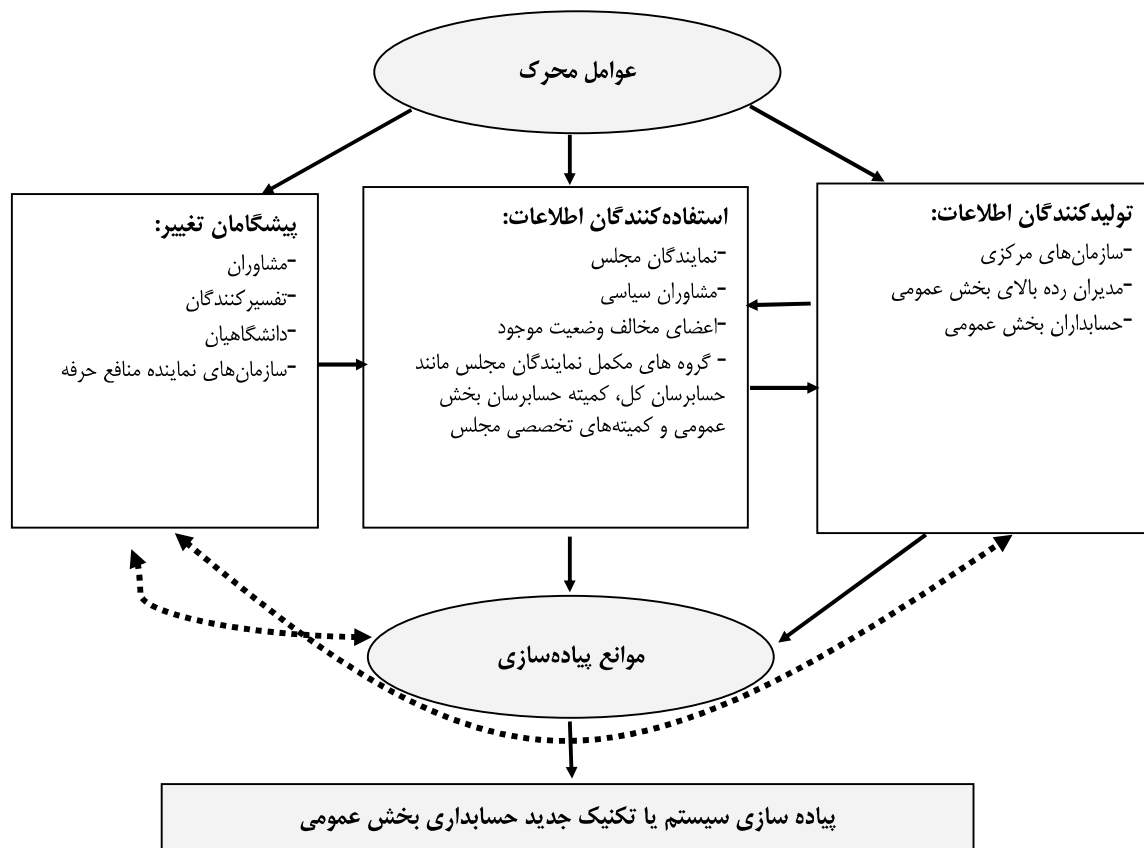 عوامل محرک
تولیدکنندگان اطلاعات:
-سازمان‌های مرکزی
-مدیران رده بالای بخش عمومی
-حسابداران بخش عمومی
استفاده‌کنندگان اطلاعات:
-نمایندگان مجلس
-مشاوران سیاسی
-اعضای مخالف وضعیت موجود
- گروه های مکمل نمایندگان مجلس مانند
حسابرسان کل، کمیته حسابرسان بخش
عمومی و کمیته‌های تخصصی مجلس
پیشگامان تغییر:
-مشاوران
-تفسیرکنندگان
-دانشگاهیان
-سازمان‌های نماینده منافع حرفه
موانع پیاده‌سازی
پیاده سازی سیستم یا تکنیک جدید حسابداری بخش عمومی